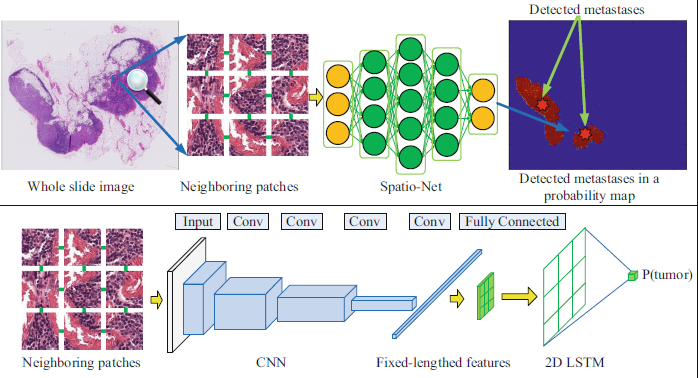 Detected metastases
Whole slide image
Neighboring patches
Spatio-Net
Detected metastases in a
probability map
Input
Conv
Conv
Conv
Conv
Fully Connected
P(tumor)
Neighboring patches
CNN
Fixed-lengthed features
2D LSTM